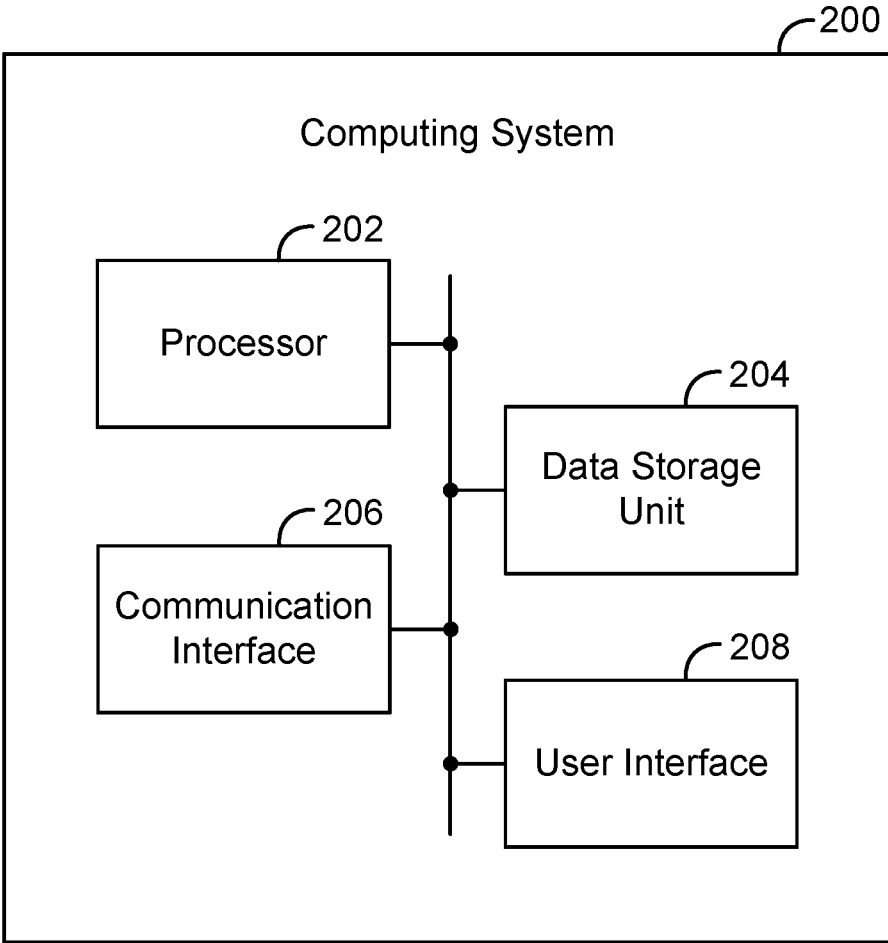 200
Computing System
202
Processor
204
Data Storage
Unit
206
Communication
Interface
208
User Interface